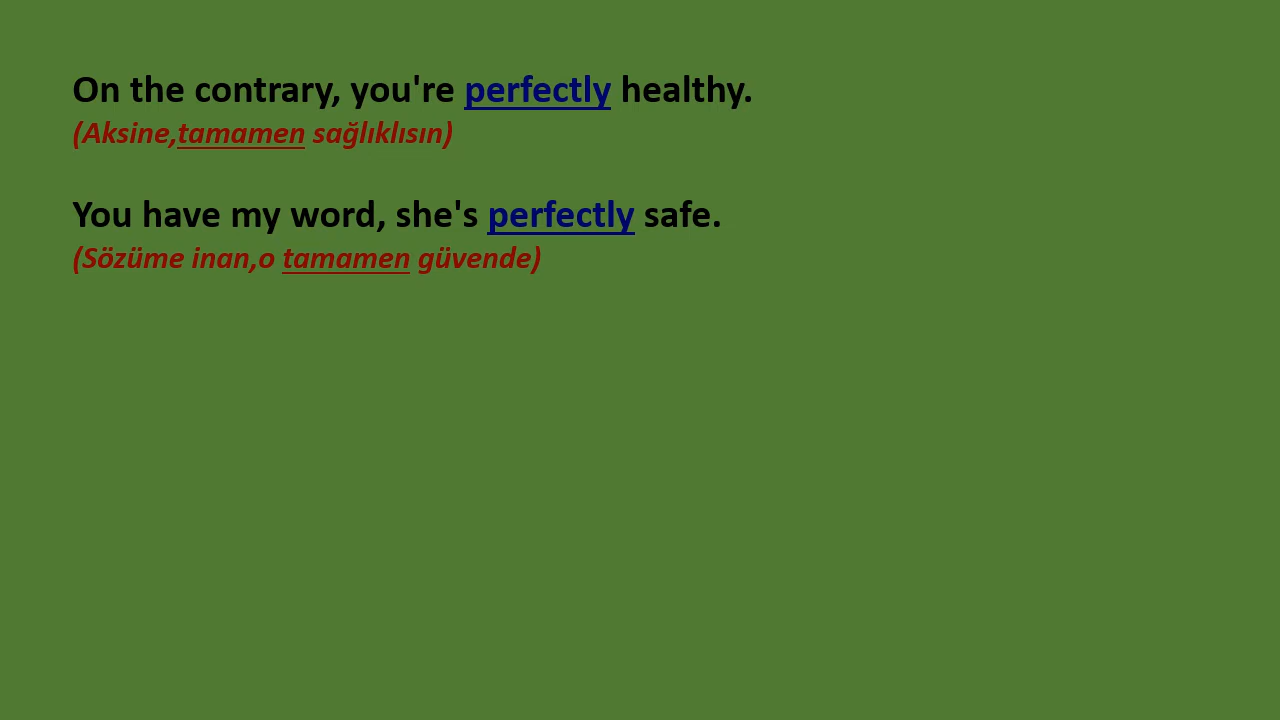 On the contrary, you're perfectly healthy.
(Aksine,tamamen sağlıklısın)
You have my word, she's perfectly safe.
(Sözüme inan,o tamamen güvende)